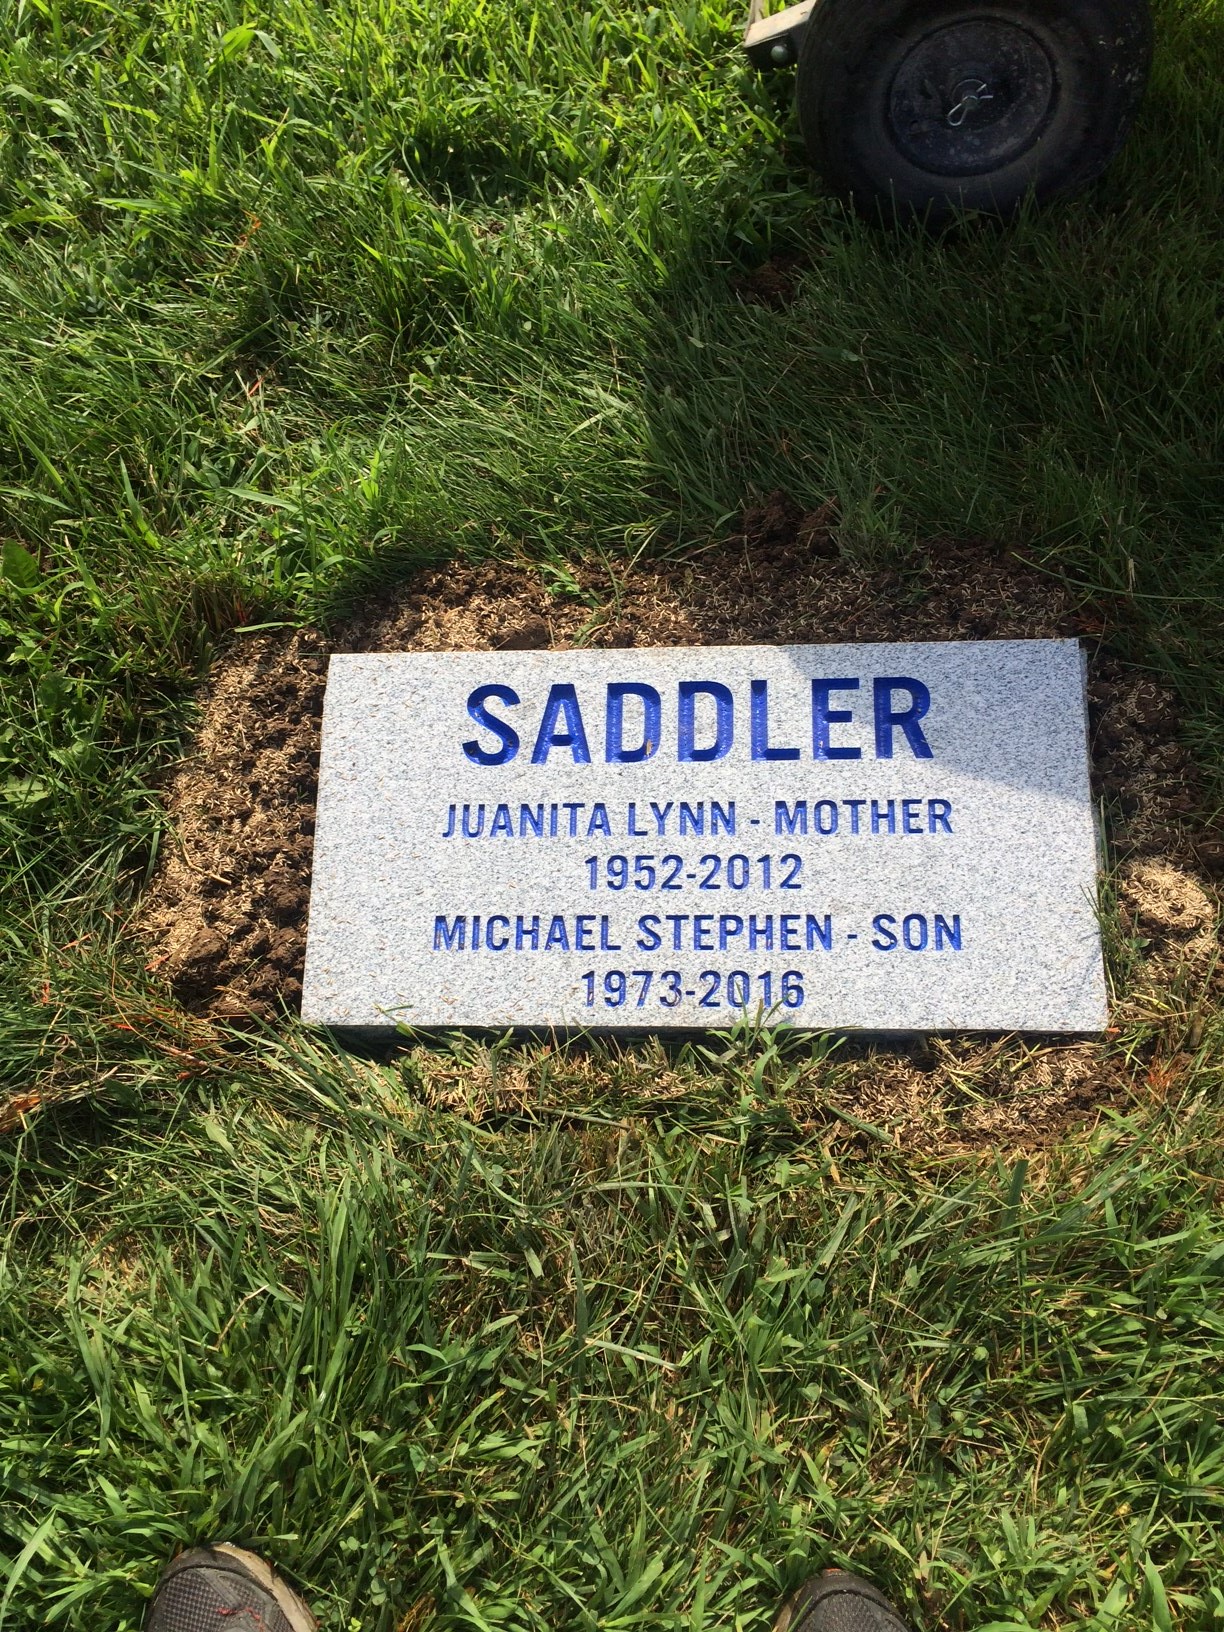 SADDLER
JUANITA LYNN - MOTHER
1952-2012
MICHAEL STEPHEN - SON
1973-2016